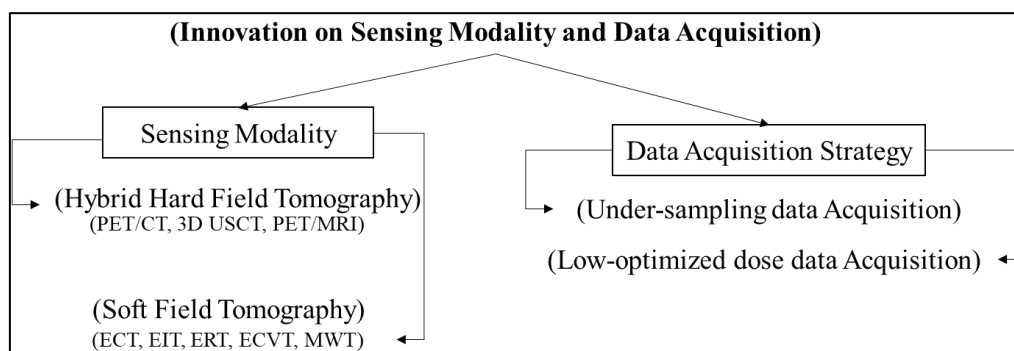 (Innovation on Sensing Modality and Data Acquisition)
Sensing Modality
Data Acquisition Strategy
(Hybrid Hard Field Tomography)
(PET/CT, 3D USCT, PET/MRI)
(Under-sampling data Acquisition)
(Low-optimized dose data Acquisition)
(Soft Field Tomography)
(ECT, EIT, ERT, ECVT, MWT)